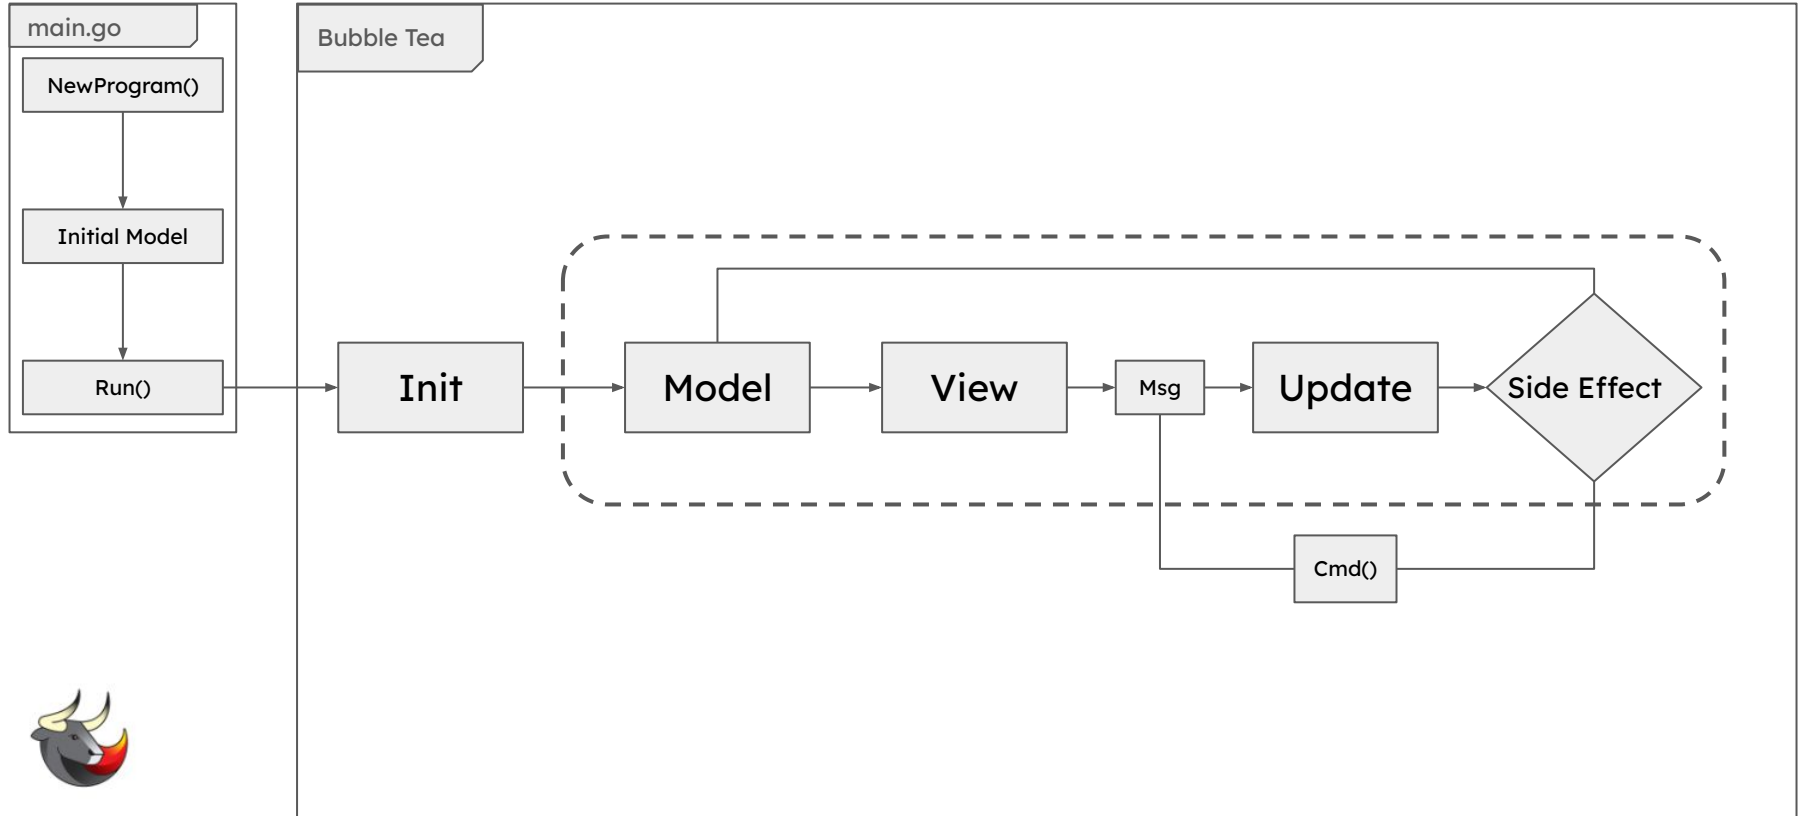 main.go
NewProgram()
Initial Model
Run()
Bubble Tea
Init
Model
View
Msg
Update
Side Effect
Cmd()